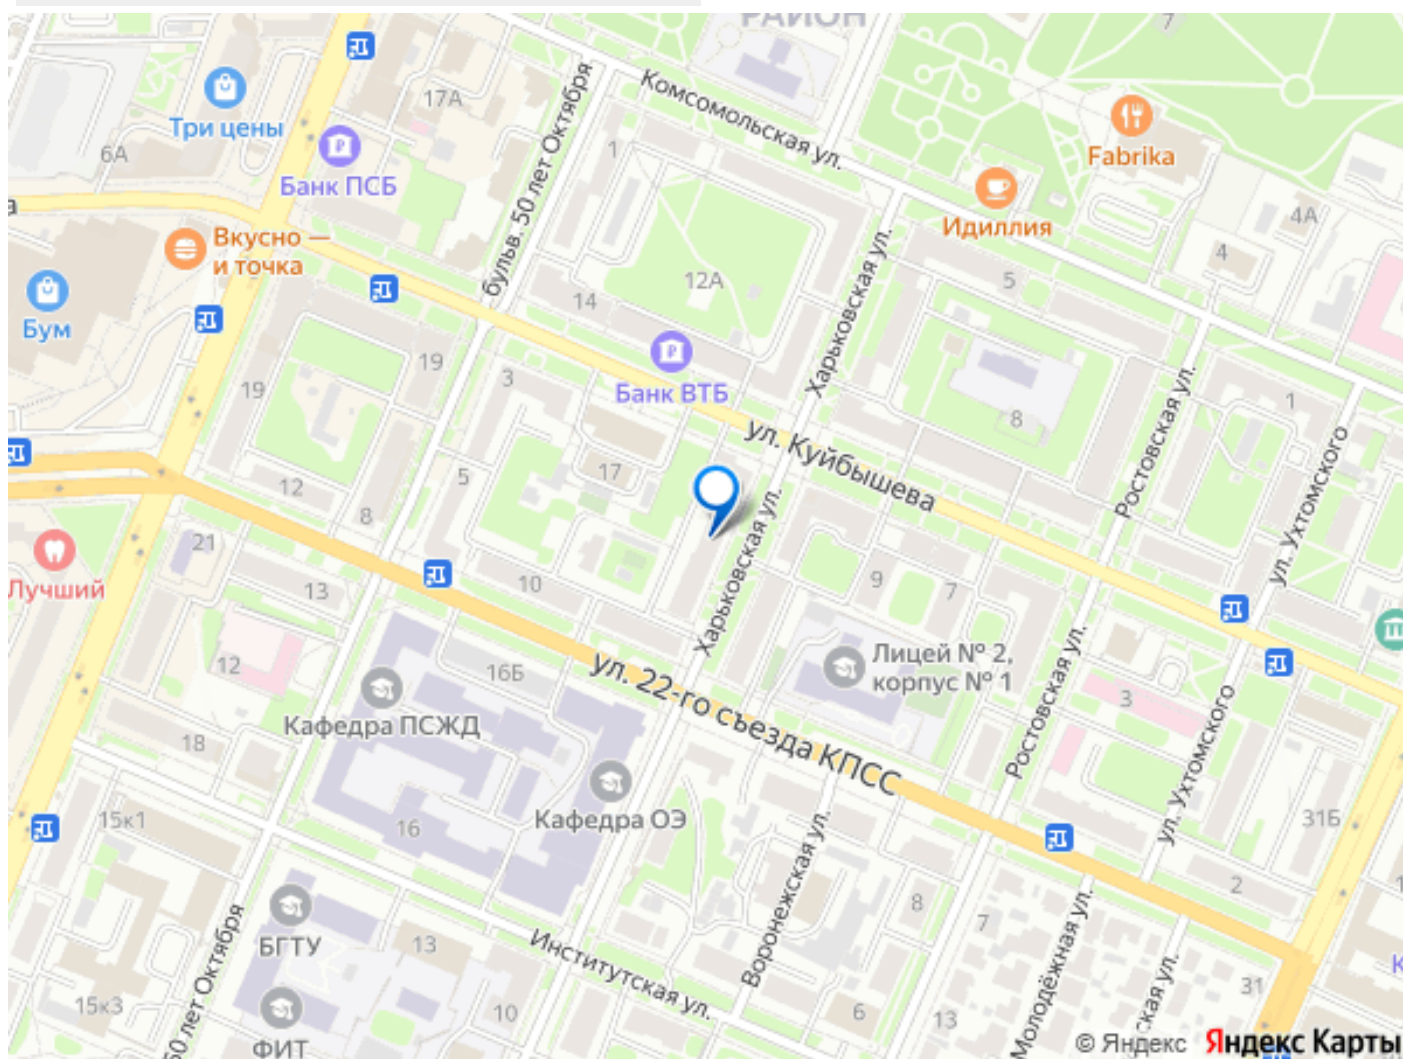 РАЙОН
7
17А
Комсомольская ул.
бульв. 50 лет Октября
Три цены
6А
Банк ПСБ
1
Fabrika
Идиллия
4А
4
5
Вкусно —
и точка
а
Бум
12А
14
Харьковская ул.
Банк ВТБ
19
19
3
1
8
ул. Куйбышева
Ростовская ул.
ул. Ухтомского
17
5
12
8
21
Лучший
13
10
Харьковская ул.
9
7
Лицей № 2,
корпус № 1
12
16Б
ул. 22-го съезда КПСС
Кафедра ПСЖД
18
3
Ростовская ул.
ул. Ухтомского
Кафедра ОЭ
15к1
16
31Б
Воронежская ул.
2
8
7
БГТУ
13
Институтская ул.
50 лет Октября
15к3
10
6
13
Молодёжная ул.
ская ул.
31
ФИТ
© Яндекс Яндекс Карты